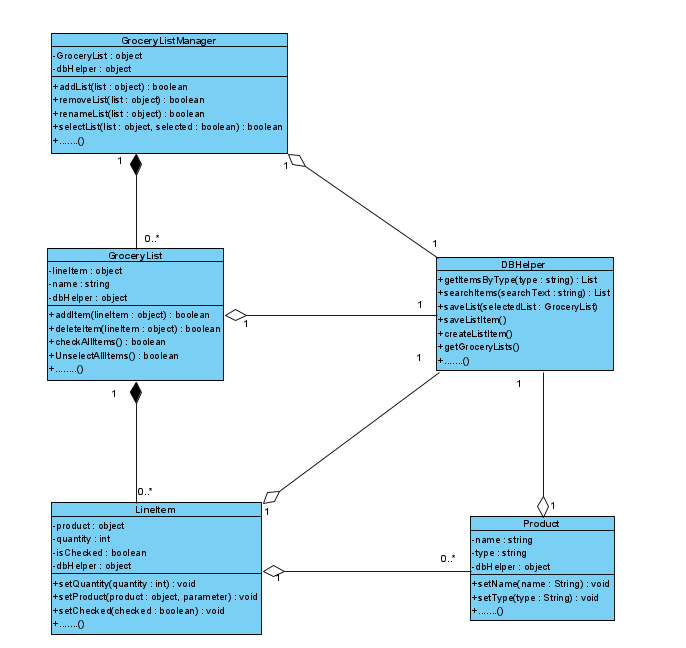 GroceryListManager
-GroceryList : object
-dbHelper : object
+addList(list : object) : boolean
+removeList(list : object) : boolean
+renameList(list : object) : boolean
+selectList(list : object, selected : boolean) : boolean
+.......()
1
1
0..*
1
GroceryList
-lineItem : object
-name : string
-dbHelper : object
+addItem(lineItem : object) : boolean
+deleteItem(lineItem : object) : boolean
+checkAllItems() : boolean
+UnselectAllItems() : boolean
+........()
1
1
DBHelper
+getItemsByType(type : string) : List
+searchItems(searchText : string) : List
+saveList(selectedList : GroceryList)
+saveListItem()
+createListItem()
+getGroceryLists()
+.......()
1
1
1
0..*
1
1
LineItem
-product : object
-quantity : int
-isChecked : boolean
-dbHelper : object
+setQuantity(quantity : int) : void
+setProduct(product : object, parameter) : void
+setChecked(checked : boolean) : void
+.......()
1
0..*
Product
-name : string
-type : string
-dbHelper : object
+setName(name : String) : void
+setType(type : String) : void
+.......()